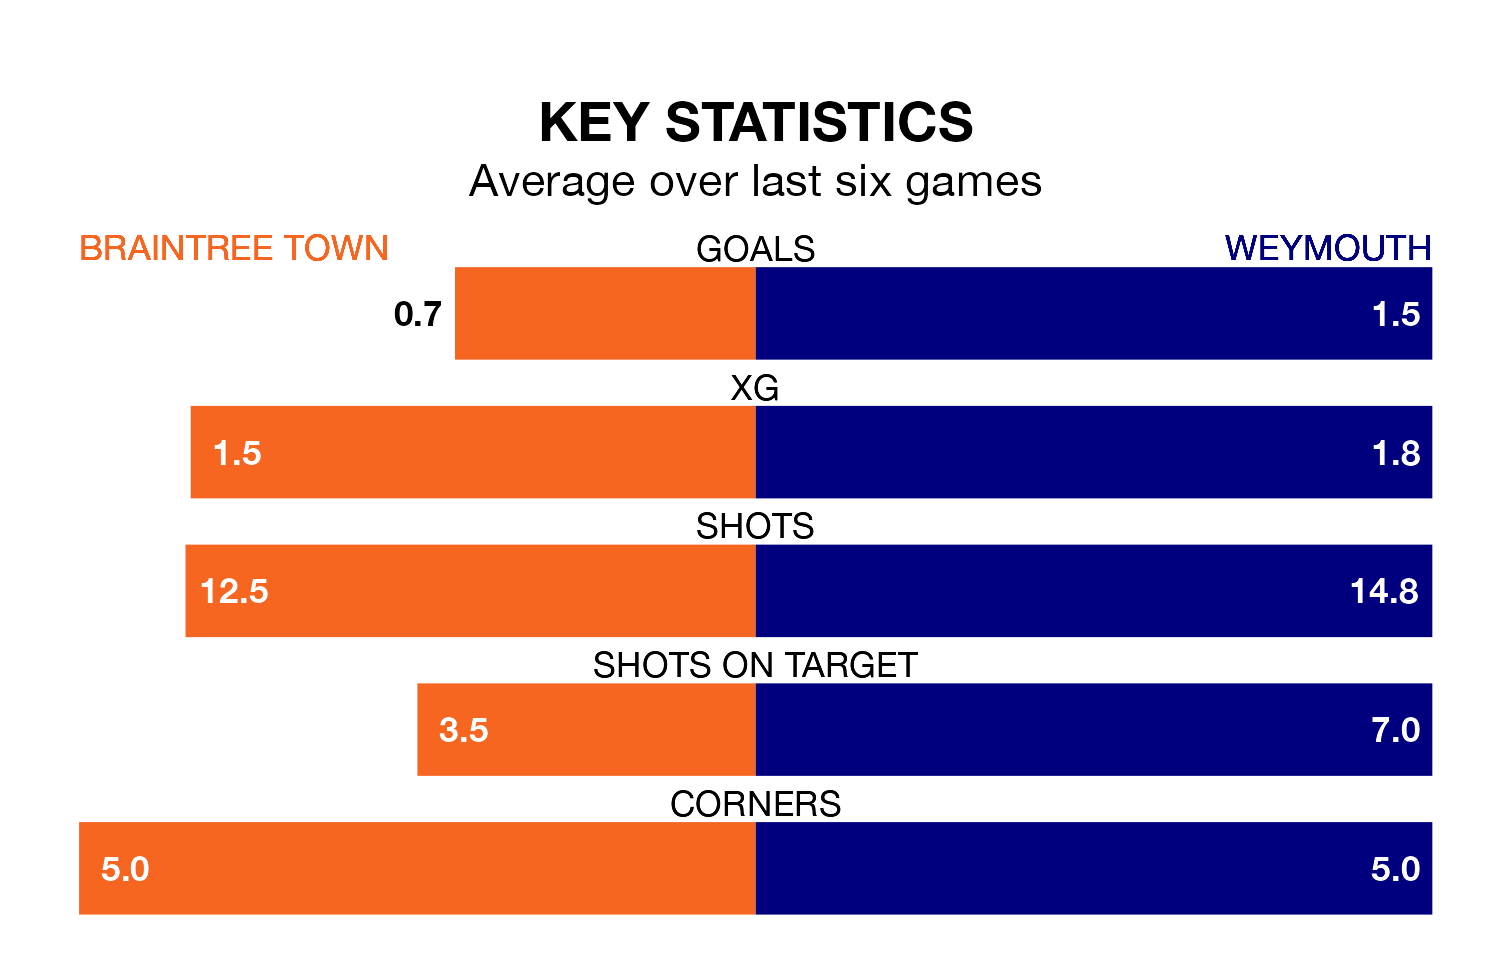 KEY STATISTICS
Average over last six games
BRAINTREE TOWN GOALS WEYMOUTH
0.7 1.5
XG
1.5 1.8
SHOTS
12.5 14.8
SHOTS ON TARGET
3.5 7.0
CORNERS
5.0 5.0